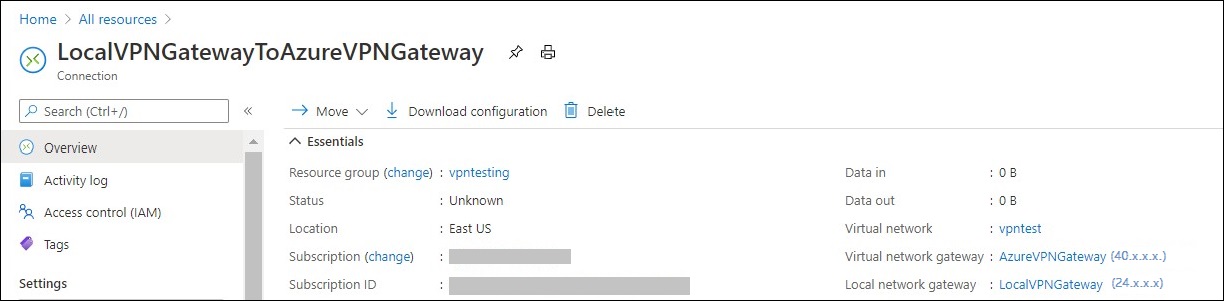 Home > All resources >
LocalVPNGatewayToAzureVPNGateway
Connection
Search (Ctrl+/) «
Move Download configuration Delete
Overview
Activity log
Access control (IAM)
Tags
Settings
Essentials
Resource group (change) : vpntesting
Status : Unknown
Location : East US
Subscription (change) :
Subscription ID :
Data in : 0 B
Data out : 0 B
Virtual network : vpntest
Virtual network gateway : AzureVPNGateway (40.x.x.x.)
Local network gateway : LocalVPNGateway (24.x.x.x)